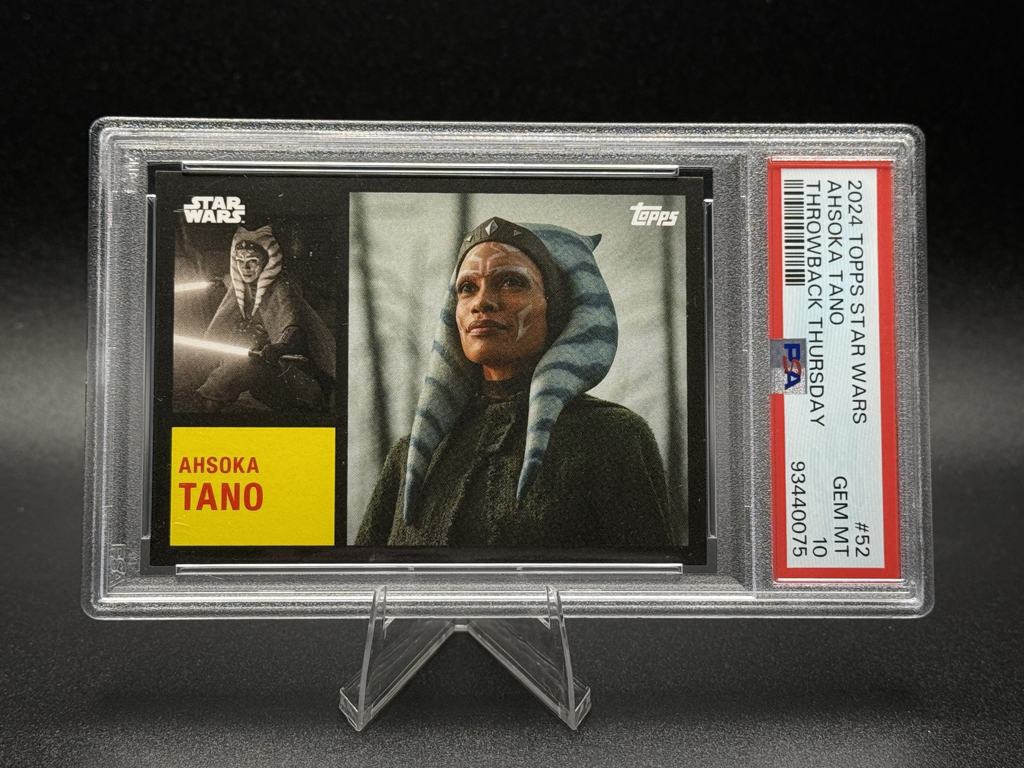 STAR
WARS
topps
AHSOKA
TANO
2024 TOPPS STAR WARS #52
AHSOKA TANO GEM MT
THROWBACK THURSDAY 10
93440075
PSA